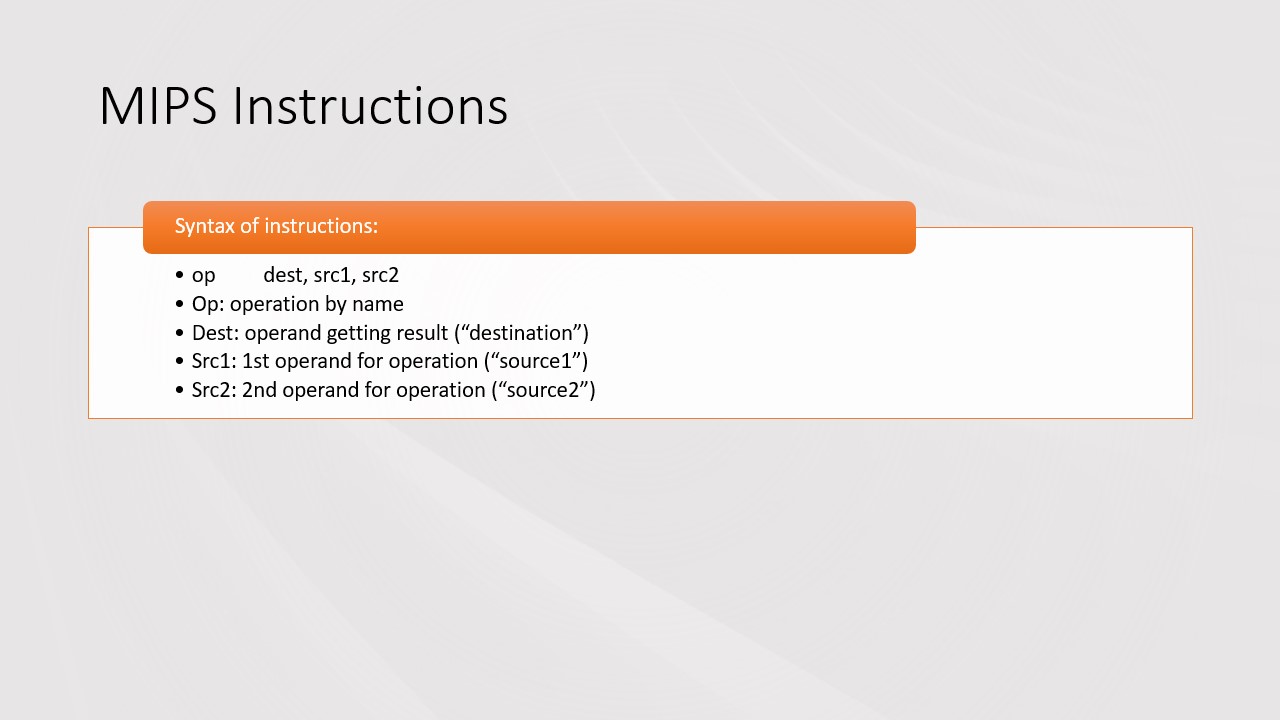 MIPS Instructions
Syntax of instructions:
• op dest, src1, src2
• Op: operation by name
• Dest: operand getting result (“destination”)
• Src1: 1st operand for operation (“source1”)
• Src2: 2nd operand for operation (“source2”)